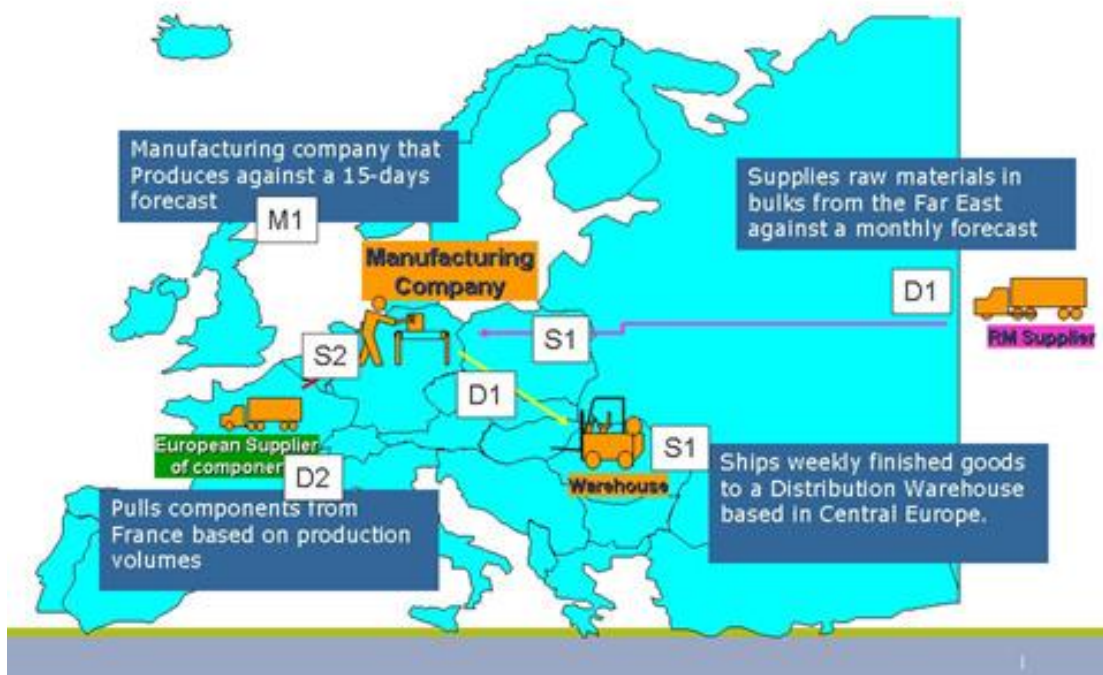 Manufacturing company that
Produces against a 15-days
forecast
M1
Supplies raw materials in
bulks from the Far East
against a monthly forecast
Manufacturing
Company
D1
RM Supplier
S1
S2
D1
European Supplier
of componen
D2
Warehouse
S1
Pulls components from
France based on production
volumes
Ships weekly finished goods
to a Distribution Warehouse
based in Central Europe.